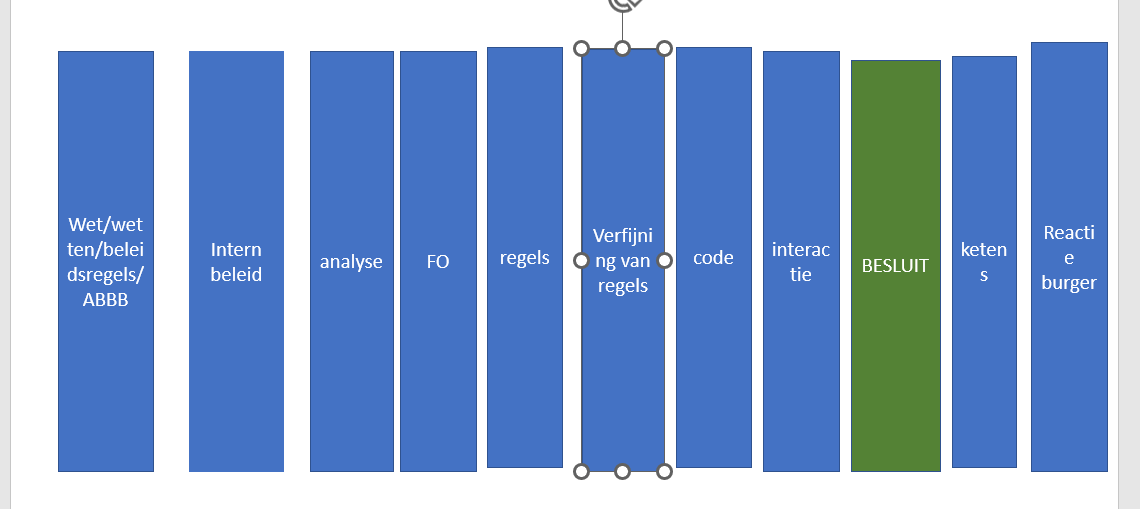 Wet/wet
ten/belei
dsregels/
ABBB
Intern
beleid
analyse
FO
regels
Verfijni
ng van
regels
code
interac
tie
BESLUIT
keten
s
Reacti
e
burger